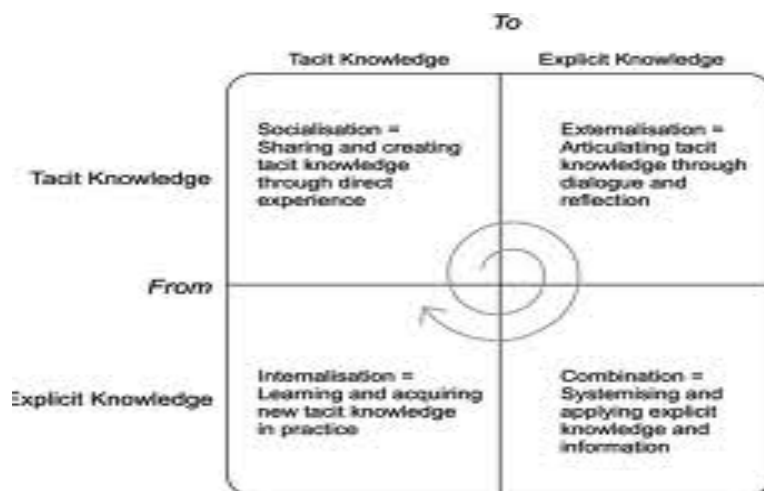 To
Tacit Knowledge
Explicit Knowledge
Tacit Knowledge
Socialisation =
Sharing and creating
tacit knowledge
through direct
experience
Externalisation =
Articulating tacit
knowledge through
dialogue and
reflection
From
Explicit Knowledge
Internalisation =
Learning and acquiring
new tacit knowledge
in practice
Combination =
Systemising and
applying explicit
knowledge and
information